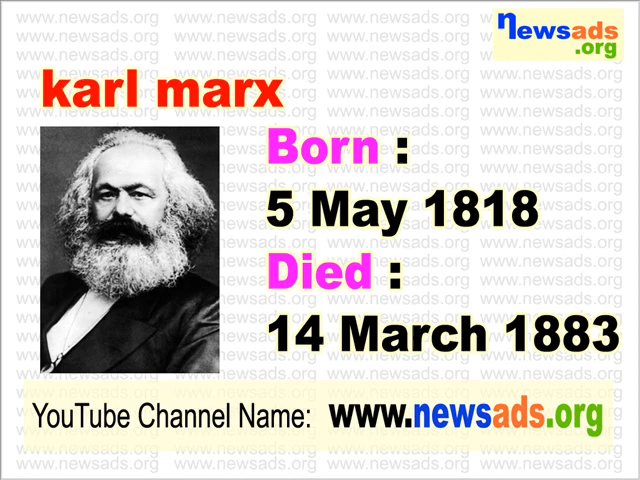 newsads
.org
karl marx
Born :
5 May 1818
Died :
14 March 1883
YouTube Channel Name: www.newsads.org